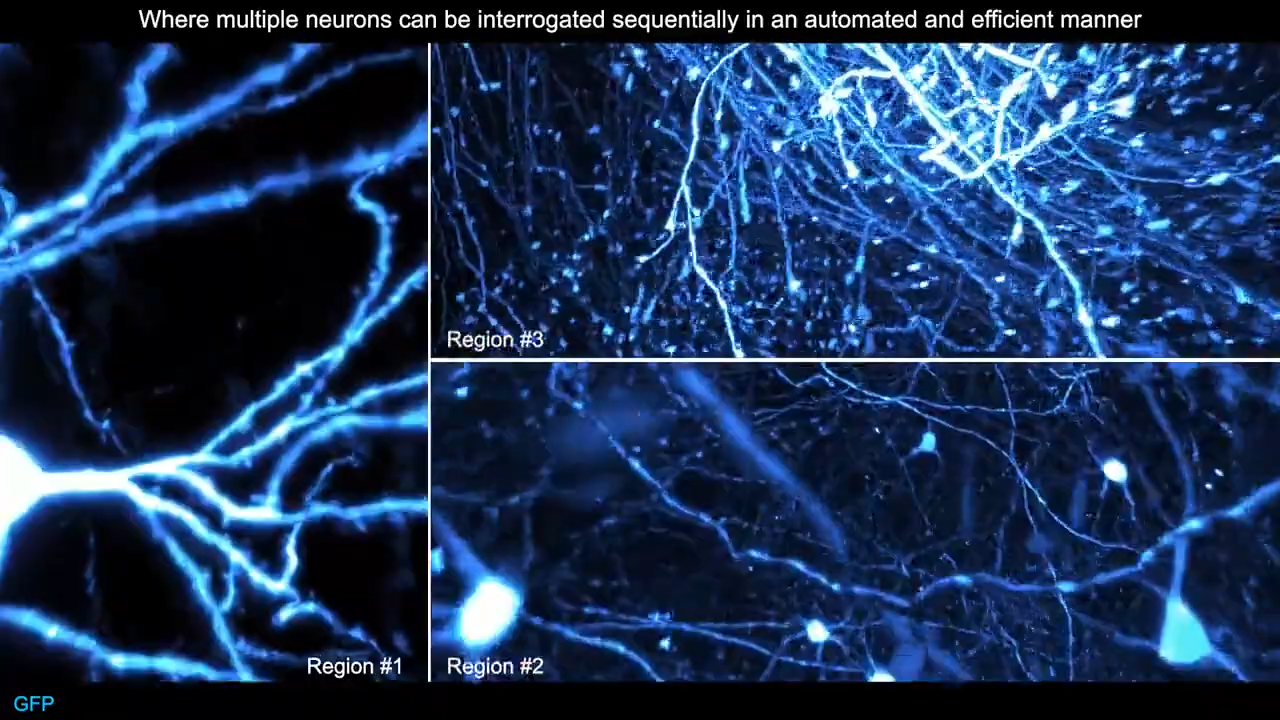 Where multiple neurons can be interrogated sequentially in an automated and efficient manner
Region #3
Region #1
Region #2
GFP